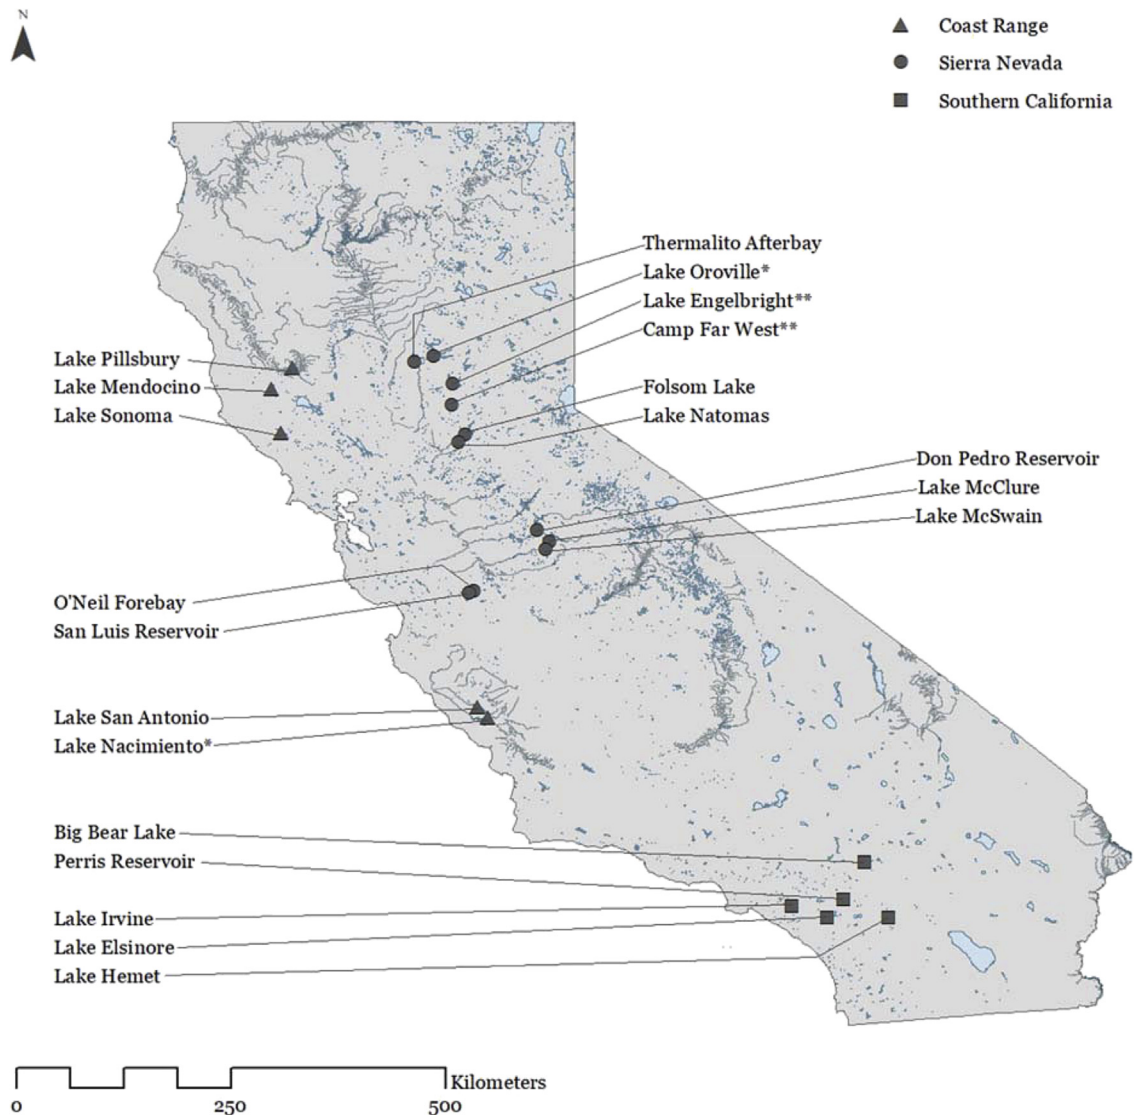 N
Coast Range
Sierra Nevada
Southern California
Thermalito Afterbay
Lake Oroville*
Lake Engelbright**
Camp Far West**
Lake Pillsbury
Lake Mendocino
Lake Sonoma
Folsom Lake
Lake Natomas
Don Pedro Reservoir
Lake McClure
Lake McSwain
O'Neil Forebay
San Luis Reservoir
Lake San Antonio
Lake Nacimiento*
Big Bear Lake
Perris Reservoir
Lake Irvine
Lake Elsinore
Lake Hemet
Kilometers
0 250 500